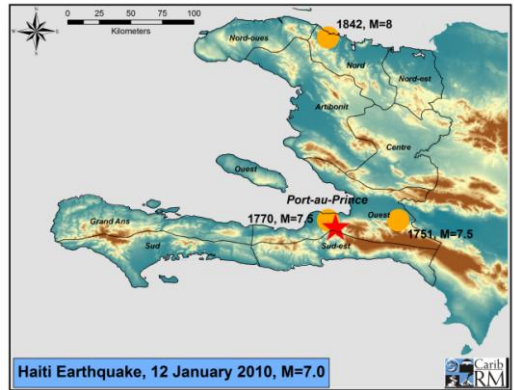 0 25 50 100
Kilometers
1842, M=8
Nord-oues
Nord
Nord-est
Artibonit
Centre
Ouest
Port-au-Prince
1770, M=7.5
Ouest
Grand Ans
1751, M=7.5
Sud
Sud-est
Haiti Earthquake, 12 January 2010, M=7.0
Carib
RM